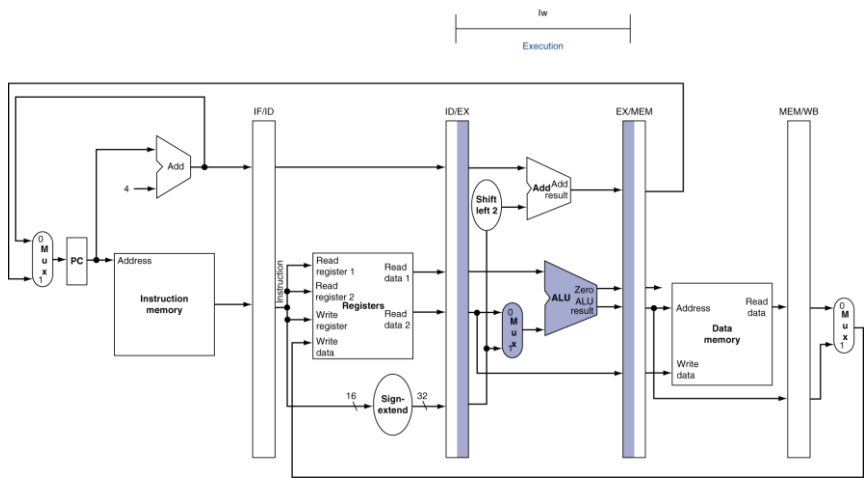 lw
Execution
IF/ID
ID/EX
EX/MEM
MEM/WB
Add
4
Add
Add
result
Shift
left 2
0
M
u
x
1
PC
Address
Instruction
memory
Instruction
Read
register 1
Read
register 2
Write
register
Write
data
Registers
Read
data 1
Read
data 2
0
M
u
x
1
ALU
Zero
ALU
result
Address
Write
data
Data
memory
Read
data
0
M
u
x
1
16
Sign-
extend
32